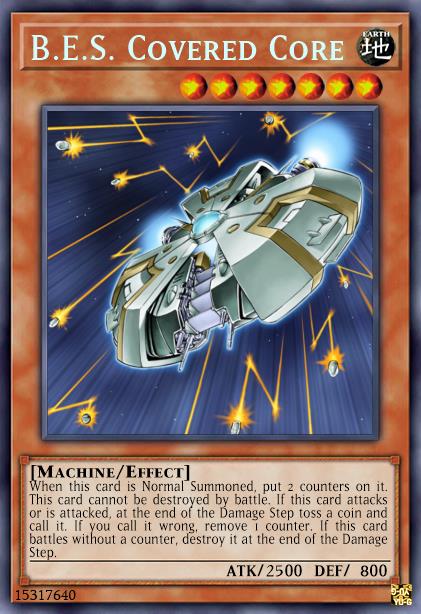 B.E.S. COVERED CORE
EARTH
地
[MACHINE/EFFECT]
When this card is Normal Summoned, put 2 counters on it.
This card cannot be destroyed by battle. If this card attacks
or is attacked, at the end of the Damage Step toss a coin and
call it. If you call it wrong, remove 1 counter. If this card
battles without a counter, destroy it at the end of the Damage
Step.
ATK/2500 DEF/ 800
15317640